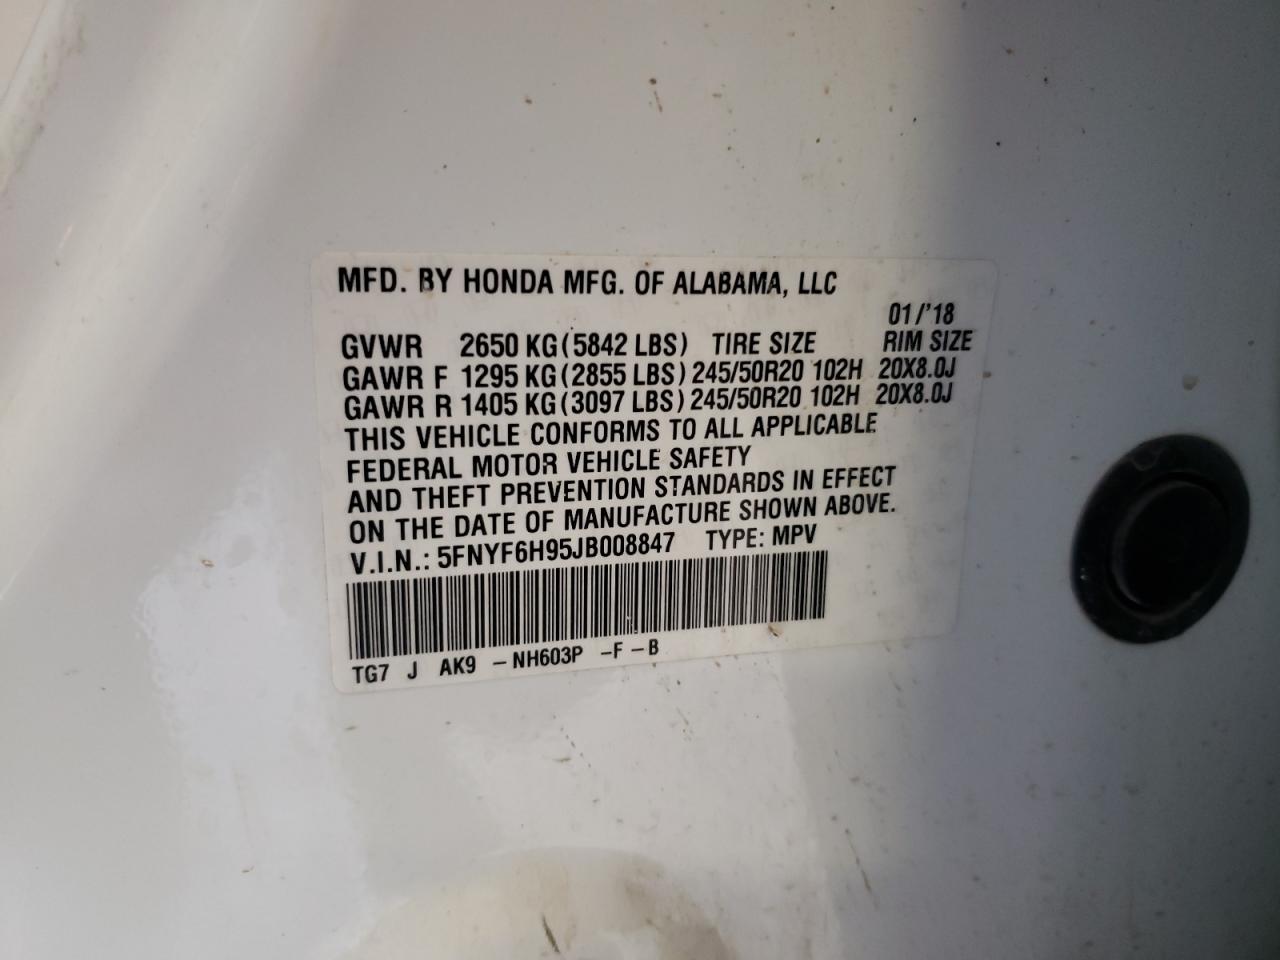 MFD. BY HONDA MFG. OF ALABAMA, LLC
01/'18
GVWR 2650 KG(5842 LBS) TIRE SIZE RIM SIZE
GAWR F 1295 KG(2855 LBS) 245/50R20 102H 20X8.0J
GAWR R 1405 KG(3097 LBS) 245/50R20 102H 20X8.0J
THIS VEHICLE CONFORMS TO ALL APPLICABLE
FEDERAL MOTOR VEHICLE SAFETY
AND THEFT PREVENTION STANDARDS IN EFFECT
ON THE DATE OF MANUFACTURE SHOWN ABOVE.
V.I.N.: 5FNYF6H95JB008847 TYPE: MPV
TG7 J AK9 -NH603P -F-B